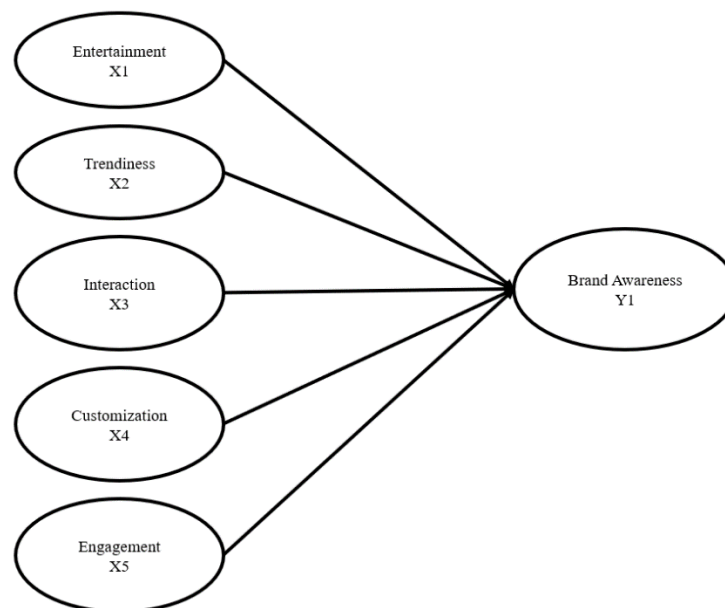 Entertainment
X1
Trendiness
X2
Interaction
X3
Customization
X4
Engagement
X5
Brand Awareness
Y1